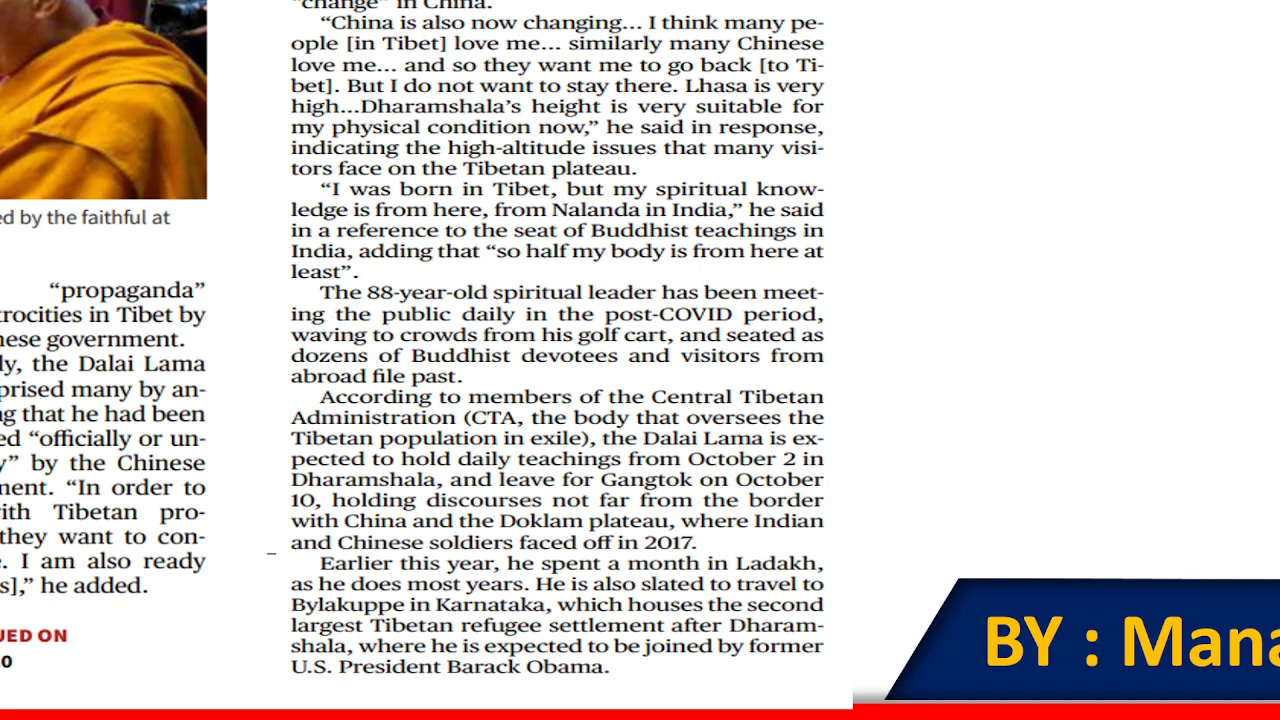 ed by the faithful at
“propaganda”
trocities in Tibet by
nese government.
ly, the Dalai Lama
prised many by an-
ng that he had been
ed “officially or un-
y” by the Chinese
ment. “In order to
with Tibetan pro-
they want to con-
. I am also ready
s],” he added.
UED ON
0
“change” in China.
“China is also now changing... I think many pe-
ople [in Tibet] love me... similarly many Chinese
love me... and so they want me to go back [to Ti-
bet]. But I do not want to stay there. Lhasa is very
high...Dharamshala’s height is very suitable for
my physical condition now,” he said in response,
indicating the high-altitude issues that many visi-
tors face on the Tibetan plateau.
“I was born in Tibet, but my spiritual know-
ledge is from here, from Nalanda in India,” he said
in a reference to the seat of Buddhist teachings in
India, adding that “so half my body is from here at
least”.
The 88-year-old spiritual leader has been meet-
ing the public daily in the post-COVID period,
waving to crowds from his golf cart, and seated as
dozens of Buddhist devotees and visitors from
abroad file past.
According to members of the Central Tibetan
Administration (CTA, the body that oversees the
Tibetan population in exile), the Dalai Lama is ex-
pected to hold daily teachings from October 2 in
Dharamshala, and leave for Gangtok on October
10, holding discourses not far from the border
with China and the Doklam plateau, where Indian
and Chinese soldiers faced off in 2017.
Earlier this year, he spent a month in Ladakh,
as he does most years. He is also slated to travel to
Bylakuppe in Karnataka, which houses the second
largest Tibetan refugee settlement after Dharam-
shala, where he is expected to be joined by former
U.S. President Barack Obama.
BY : Mana